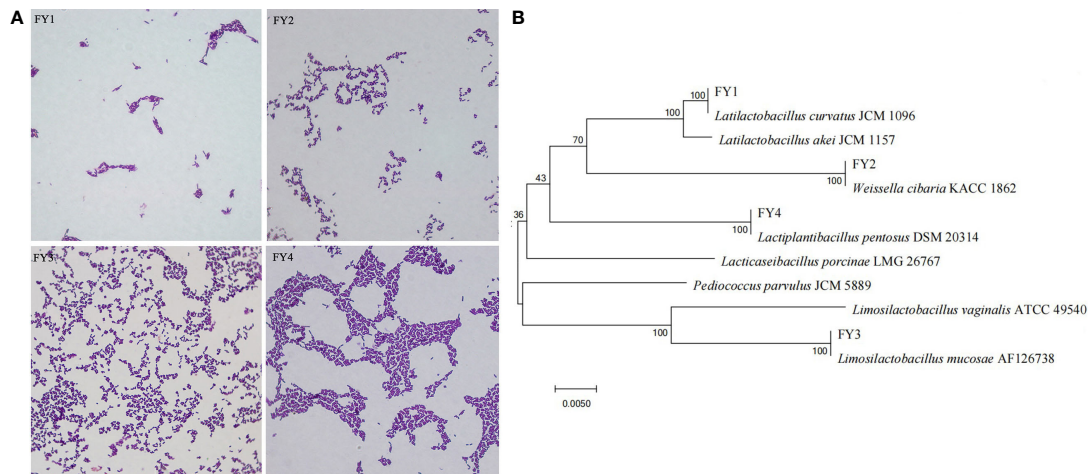 A
FY1
FY2
FY3
FY4
B
FY1
100
Latilactobacillus curvatus JCM 1096
100
Latilactobacillus akei JCM 1157
70
FY2
100
Weissella cibaria KACC 1862
43
FY4
100
Lactiplantibacillus pentosus DSM 20314
36
Lacticaseibacillus porcinae LMG 26767
Pediococcus parvulus JCM 5889
Limosilactobacillus vaginalis ATCC 49540
100
FY3
100
Limosilactobacillus mucosae AF126738
0.0050